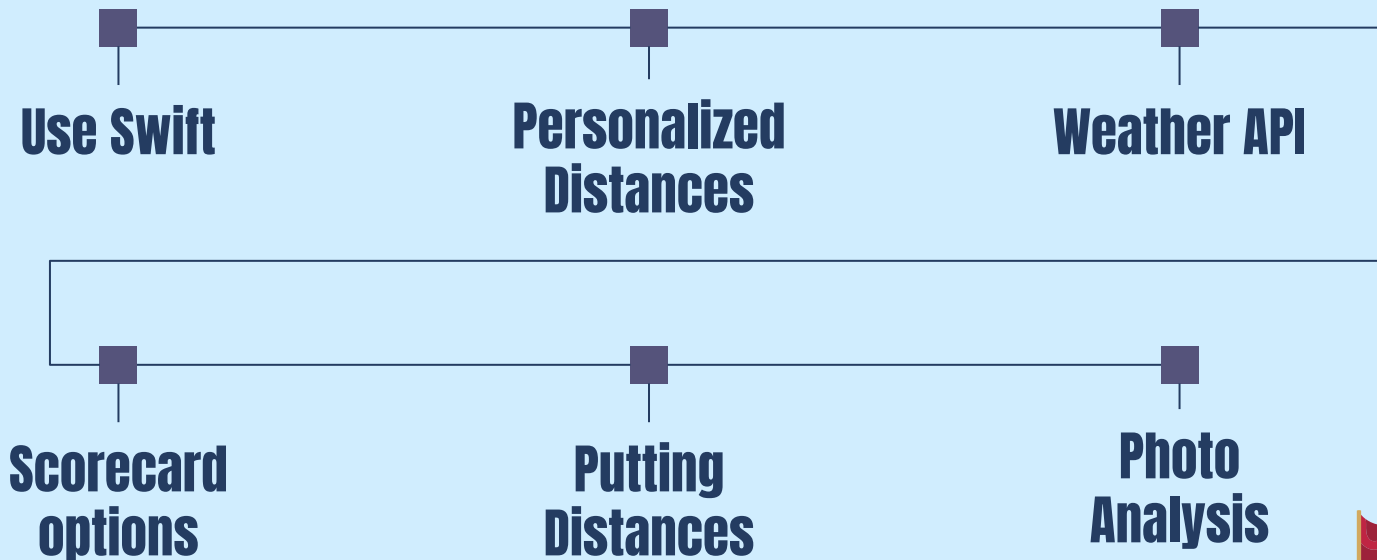 Use Swift
Personalized
Distances
Weather API
Scorecard
options
Putting
Distances
Photo
Analysis